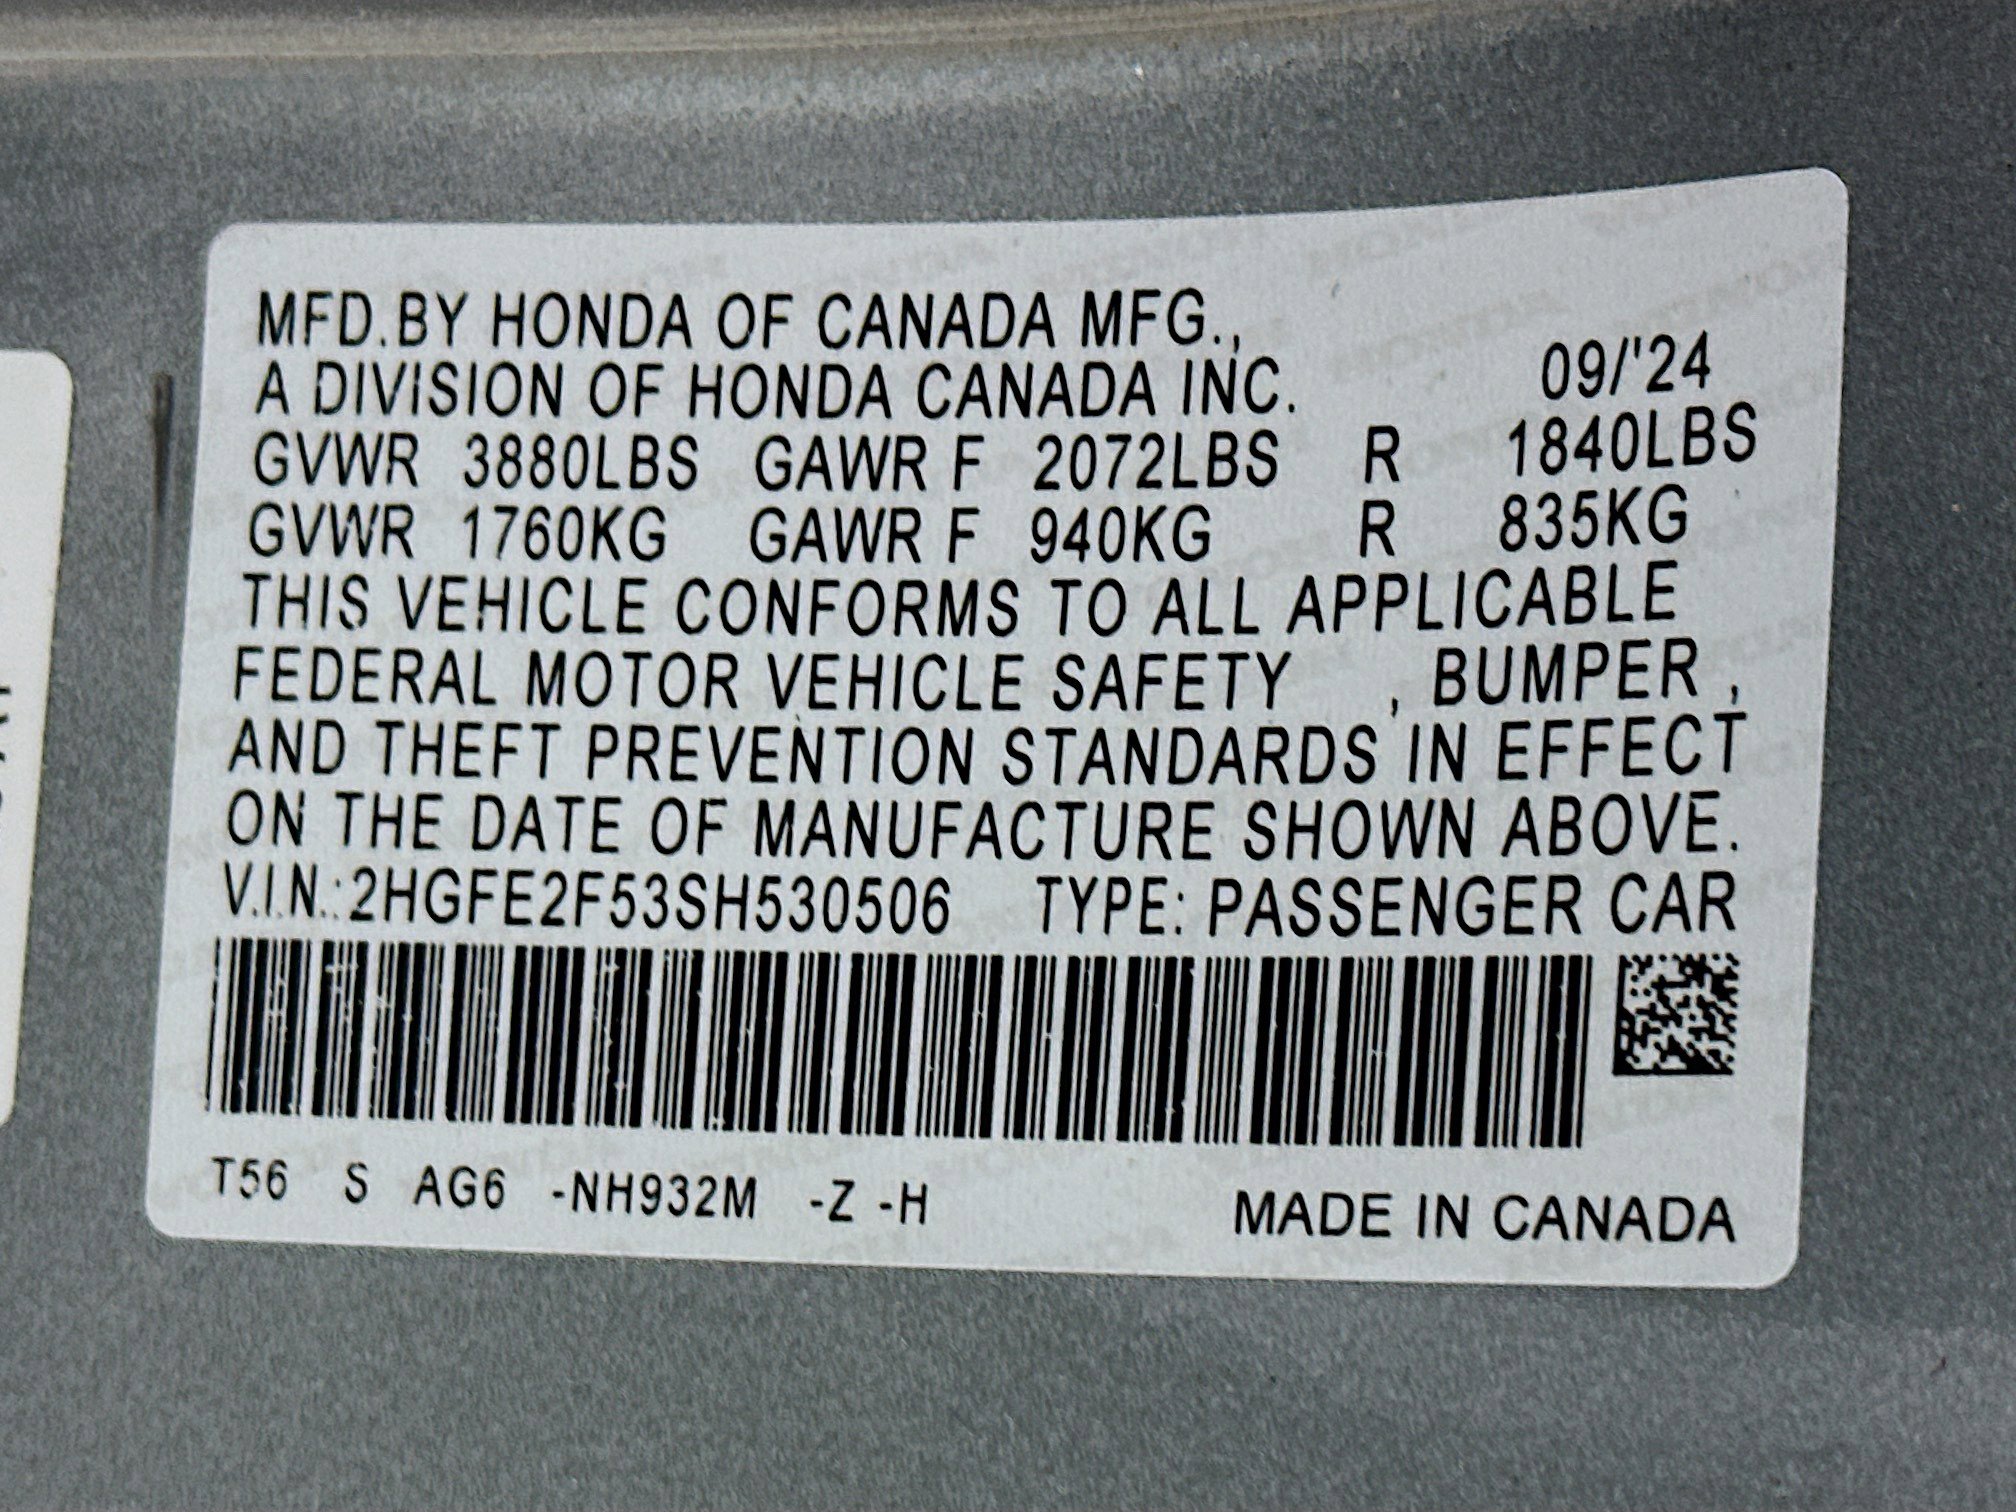 MFD.BY HONDA OF CANADA MFG.,
A DIVISION OF HONDA CANADA INC. 09/'24
GVWR 3880LBS GAWR F 2072LBS R 1840LBS
GVWR 1760KG GAWR F 940KG R 835KG
THIS VEHICLE CONFORMS TO ALL APPLICABLE
FEDERAL MOTOR VEHICLE SAFETY , BUMPER ,
AND THEFT PREVENTION STANDARDS IN EFFECT
ON THE DATE OF MANUFACTURE SHOWN ABOVE.
V.I.N.:2HGFE2F53SH530506 TYPE: PASSENGER CAR
T56 S AG6 -NH932M -Z -H MADE IN CANADA